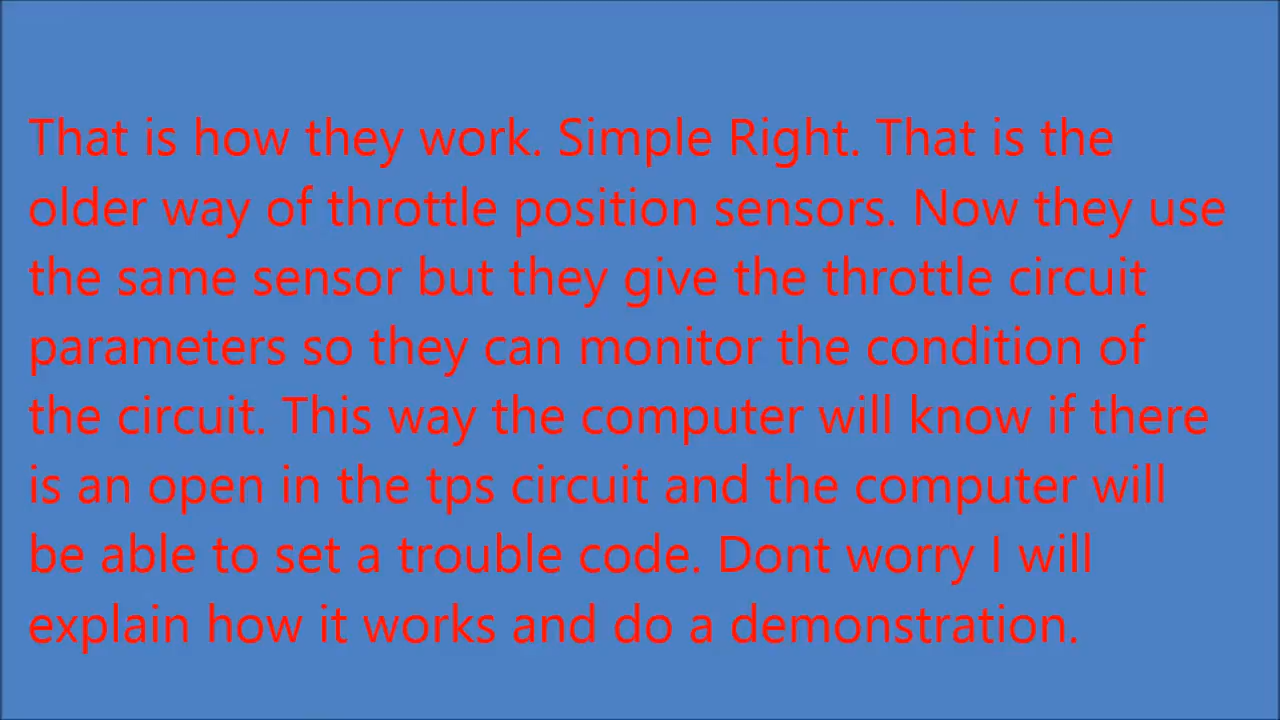 That is how they work. Simple Right. That is the
older way of throttle position sensors. Now they use
the same sensor but they give the throttle circuit
parameters so they can monitor the condition of
the circuit. This way the computer will know if there
is an open in the tps circuit and the computer will
be able to set a trouble code. Dont worry I will
explain how it works and do a demonstration.